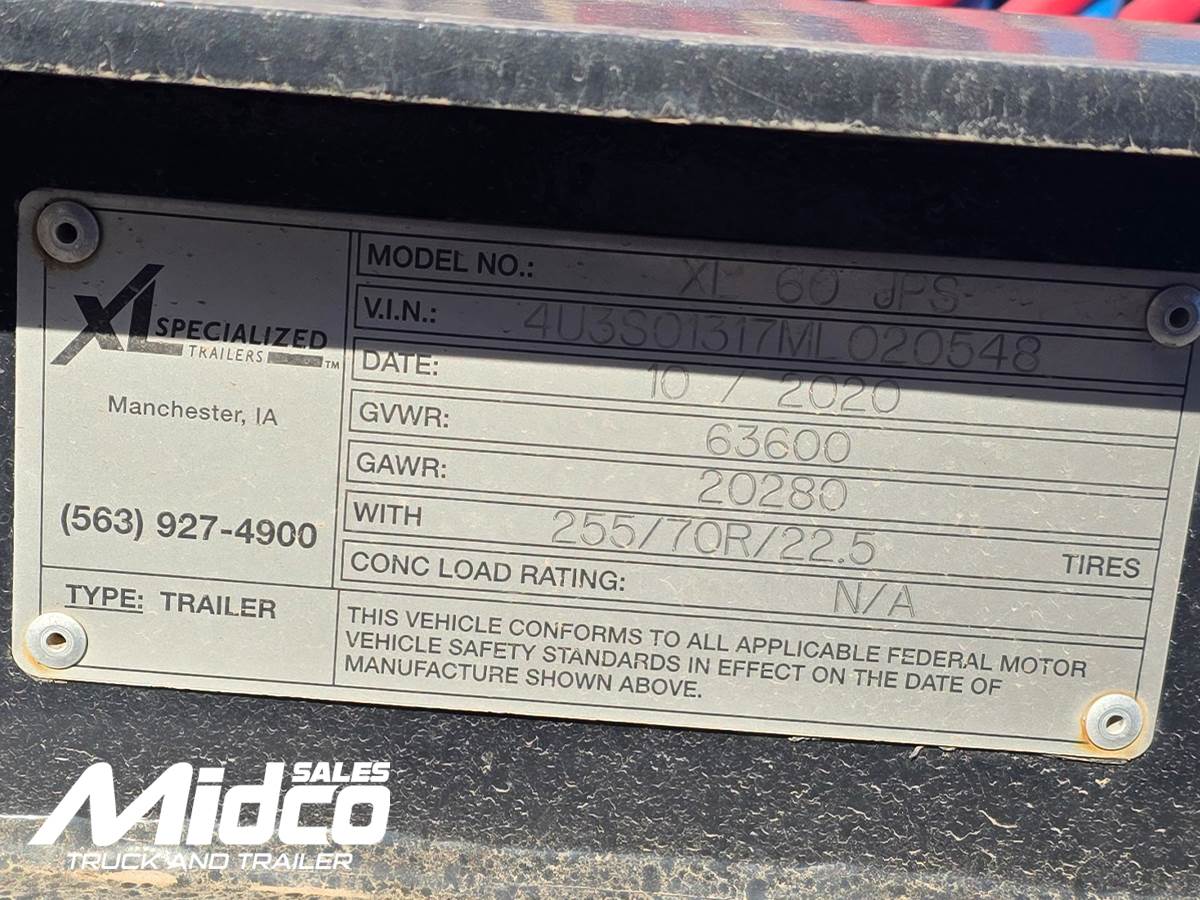 XL SPECIALIZED
TRAILERS™
Manchester, IA
(563) 927-4900
TYPE: TRAILER
MODEL NO.: XL 60 JPS
V.I.N.: 4U3S01317ML020548
DATE: 10 / 2020
GVWR: 63600
GAWR: 20280
WITH 255/70R/22.5 TIRES
CONC LOAD RATING: N/A
THIS VEHICLE CONFORMS TO ALL APPLICABLE FEDERAL MOTOR
VEHICLE SAFETY STANDARDS IN EFFECT ON THE DATE OF
MANUFACTURE SHOWN ABOVE.
Midco SALES
TRUCK AND TRAILER